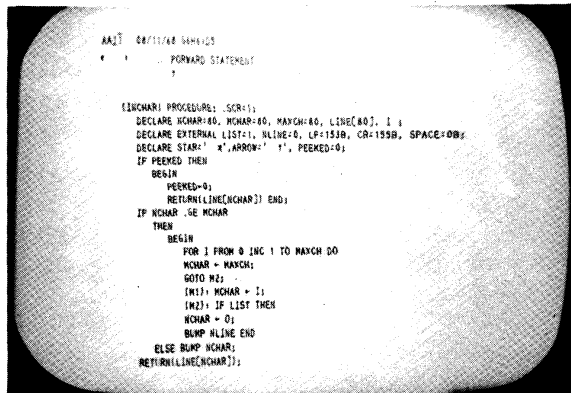 08/11/68
FORWARD STATEMENT
(INCHAR) PROCEDURE; .SCR=1;
DECLARE NCHAR=80, MCHAR=80, MAXCH=80, LINE[80], I ;
DECLARE EXTERNAL LIST=1, NLINE=0, LF=153B, CR=155B, SPACE=0B;
DECLARE STAR=' *',ARROW=' ↑', PEEKED=0;
IF PEEKED THEN
BEGIN
PEEKED←0;
RETURN(LINE[NCHAR]) END;
IF NCHAR .GE MCHAR
THEN
BEGIN
FOR I FROM 0 INC 1 TO MAXCH DO
MCHAR ← MAXCH;
GOTO M2;
(M1): MCHAR ← I;
(M2): IF LIST THEN
NCHAR ← 0;
BUMP NLINE END
ELSE BUMP NCHAR;
RETURN(LINE[NCHAR]);